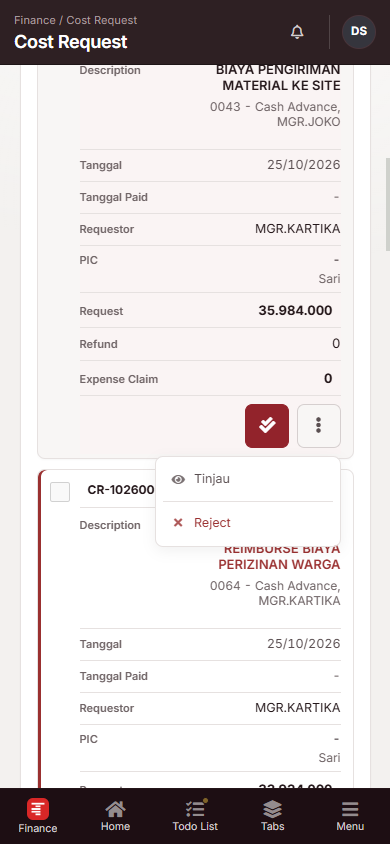 Finance / Cost Request
Cost Request
DS
Description
BIAYA PENGIRIMAN
MATERIAL KE SITE
0043 - Cash Advance,
MGR.JOKO
Tanggal
25/10/2026
Tanggal Paid
-
Requestor
MGR.KARTIKA
PIC
-
Sari
Request
35.984.000
Refund
0
Expense Claim
0
Tinjau
Reject
CR-102600
Description
REIMBURSE BIAYA
PERIZINAN WARGA
0064 - Cash Advance,
MGR.KARTIKA
Tanggal
25/10/2026
Tanggal Paid
-
Requestor
MGR.KARTIKA
PIC
-
Sari
Finance
Home
Todo List
Tabs
Menu